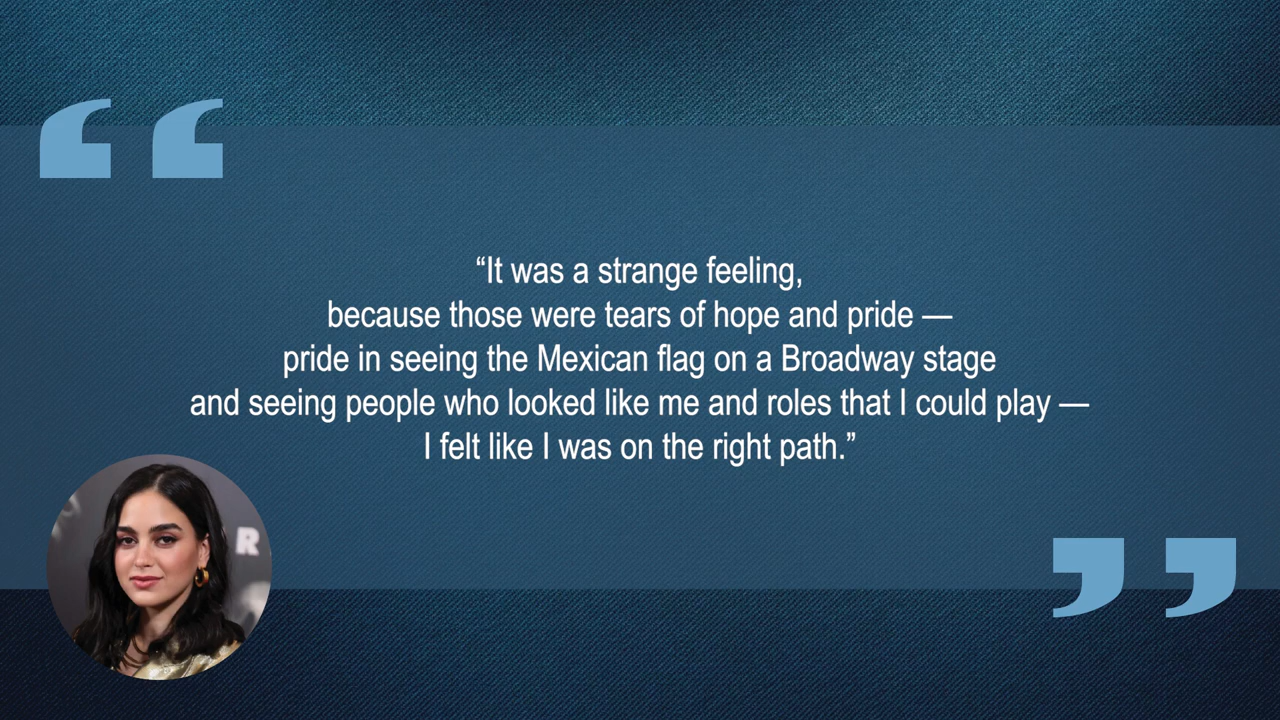 “It was a strange feeling,
because those were tears of hope and pride —
pride in seeing the Mexican flag on a Broadway stage
and seeing people who looked like me and roles that I could play —
I felt like I was on the right path.”
R